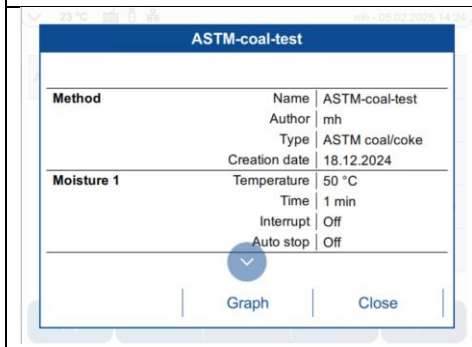 23 °C
mh - 05.02.2025 14:24
ASTM-coal-test
Method
Name ASTM-coal-test
Author mh
Type ASTM coal/coke
Creation date 18.12.2024
Moisture 1
Temperature 50 °C
Time 1 min
Interrupt Off
Auto stop Off
Graph
Close